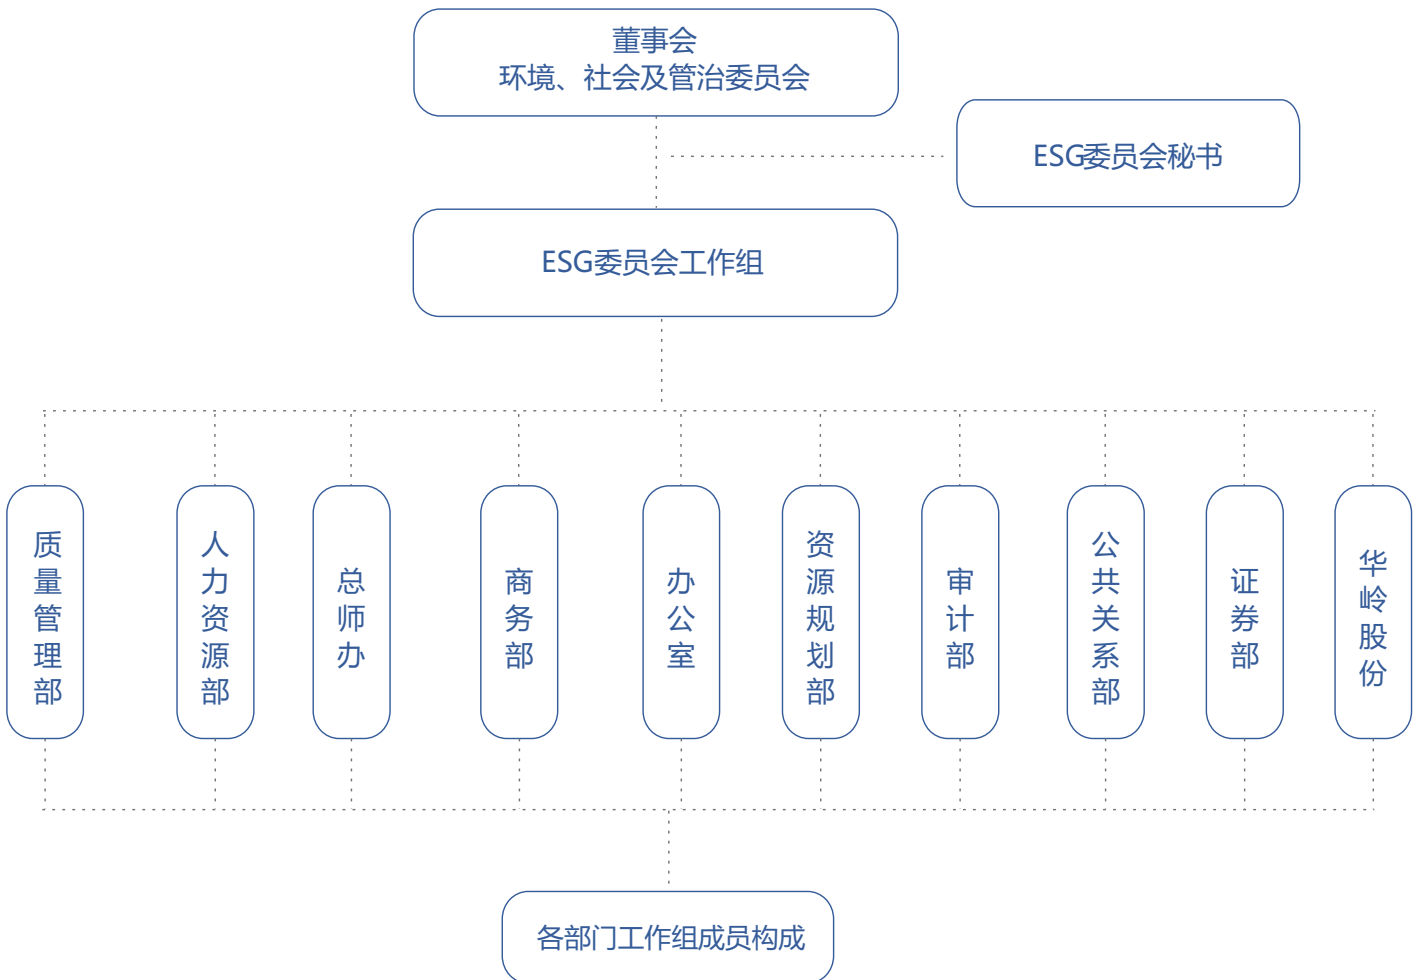 董事会
环境、社会及管治委员会
ESG委员会秘书
ESG委员会工作组
质量管理部
人力资源部
总师办
商务部
办公室
资源规划部
审计部
公共关系部
证券部
华岭股份
各部门工作组成员构成